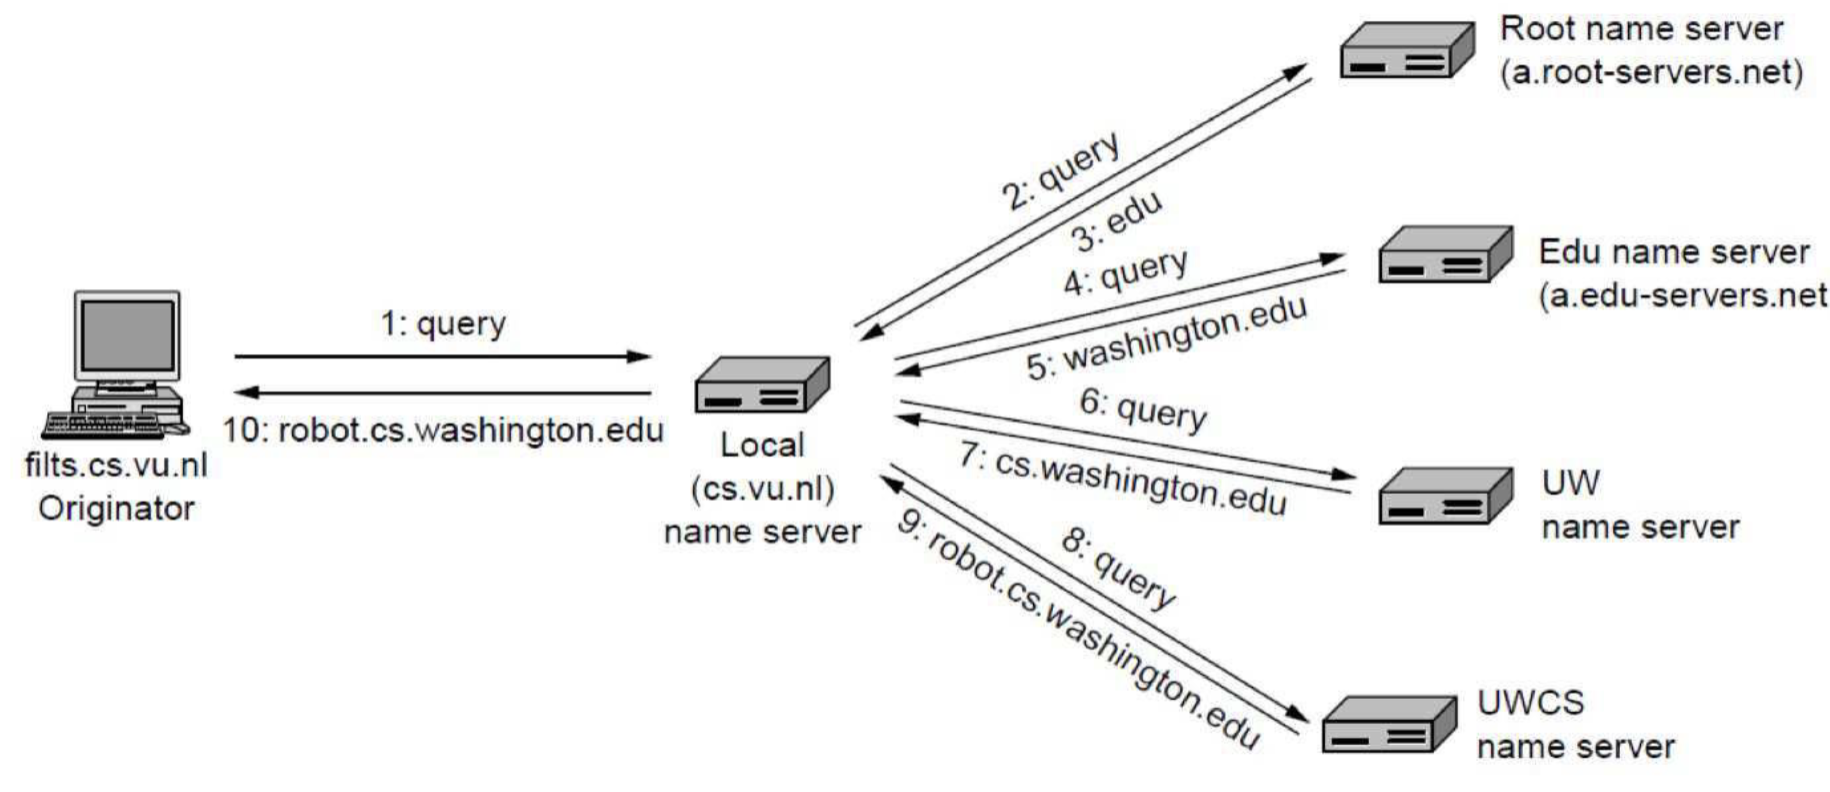 Root name server
(a.root-servers.net)
2: query
3: edu
Edu name server
(a.edu-servers.net
4: query
5: washington.edu
1: query
10: robot.cs.washington.edu
filts.cs.vu.nl
Originator
Local
(cs.vu.nl)
name server
6: query
7: cs.washington.edu
UW
name server
8: query
9: robot.cs.washington.edu
UWCS
name server